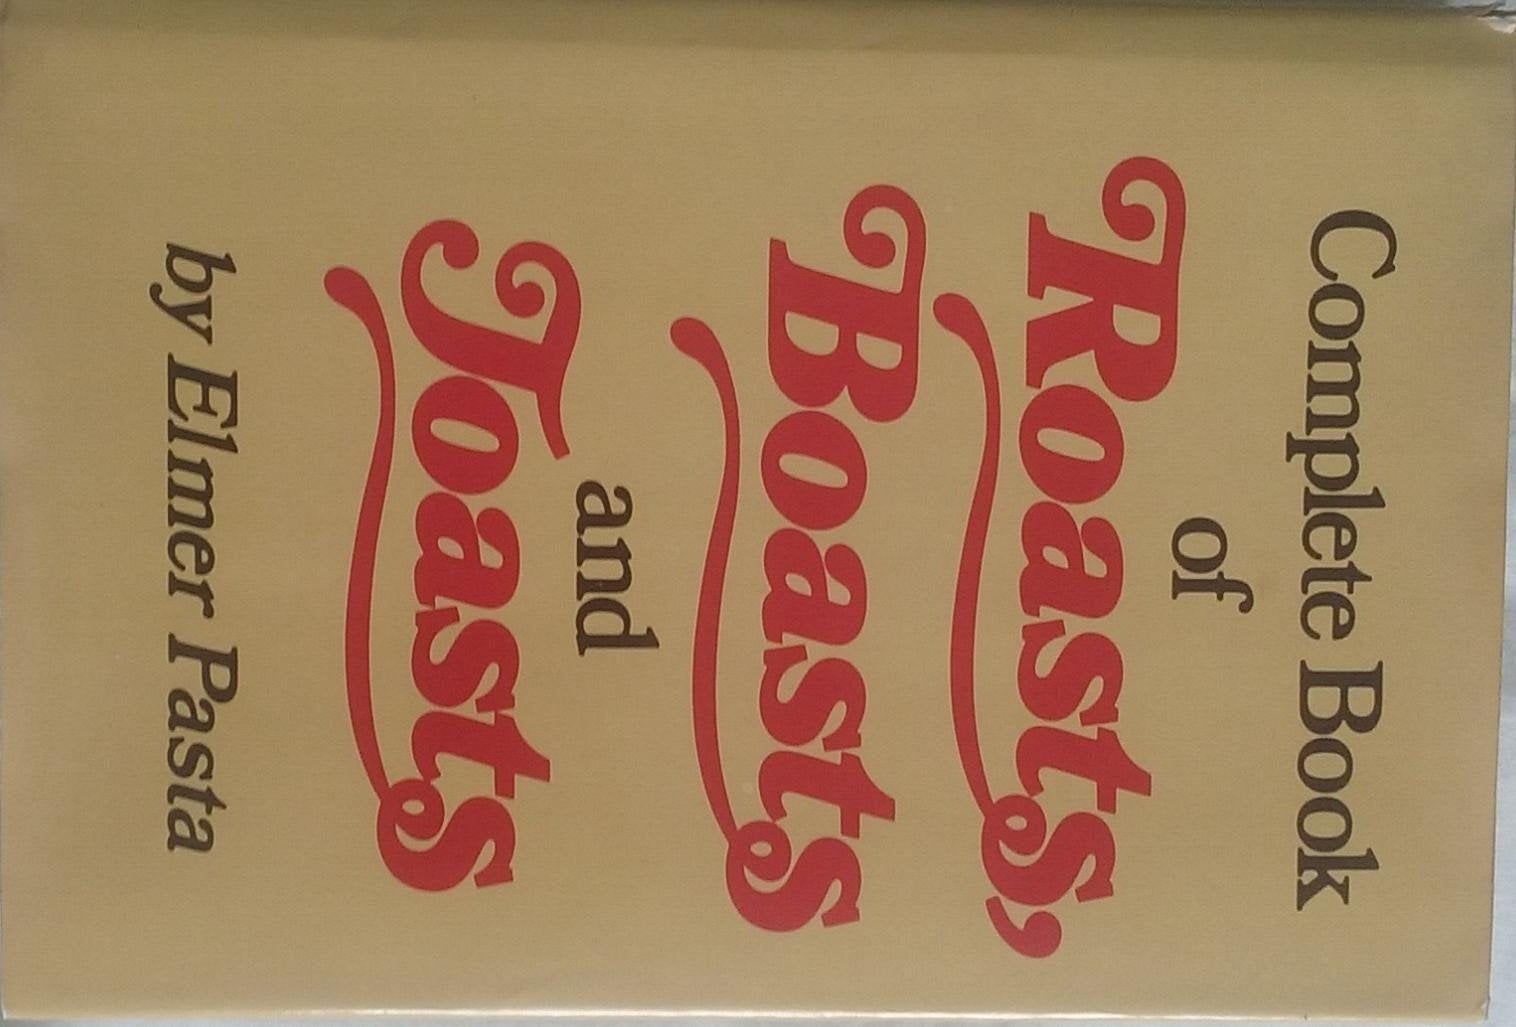 Complete Book
of
Roasts,
Boasts
and
Toasts
by Elmer Pasta